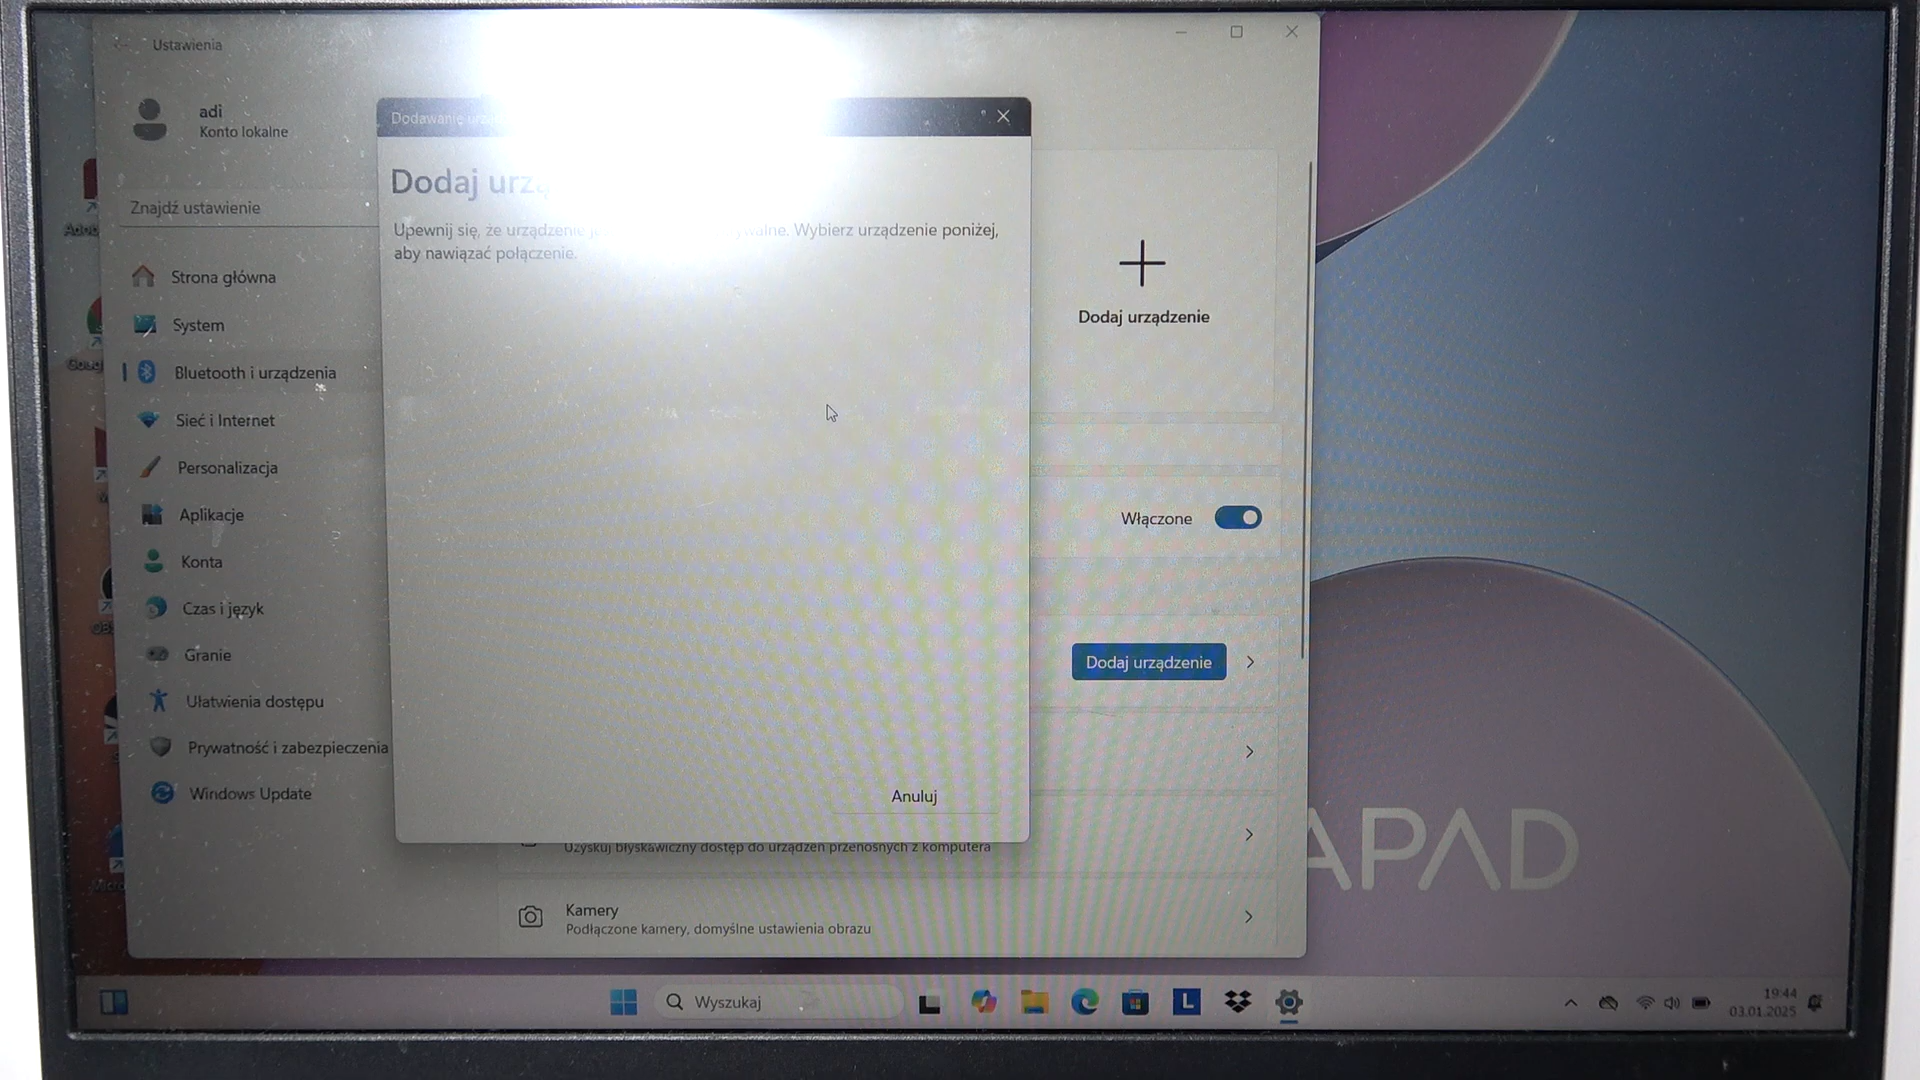 Ustawienia
adi
Konto lokalne
Znajdź ustawienie
Strona główna
System
Bluetooth i urządzenia
Sieć i Internet
Personalizacja
Aplikacje
Konta
Czas i język
Granie
Ułatwienia dostępu
Prywatność i zabezpieczenia
Windows Update
Dodawanie
Dodaj
Upewnij się, że urządzenie
Wybierz urządzenie poniżej,
aby nawiązać połączenie.
Anuluj
Dodaj urządzenie
Włączone
Dodaj urządzenie
Uzyskuj błyskawiczny dostęp do urządzeń przenośnych z komputera
Kamery
Podłączone kamery, domyślne ustawienia obrazu
APAD
Wyszukaj
L
19:44
03.01.2025